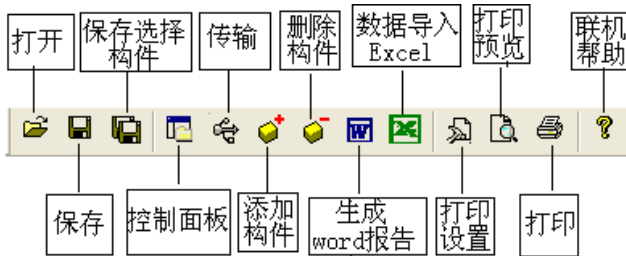 打开
保存选择
构件
传输
删除
构件
数据导入
Excel
打印
预览
联机
帮助
保存
控制面板
添加
构件
生成
word报告
打印
设置
打印